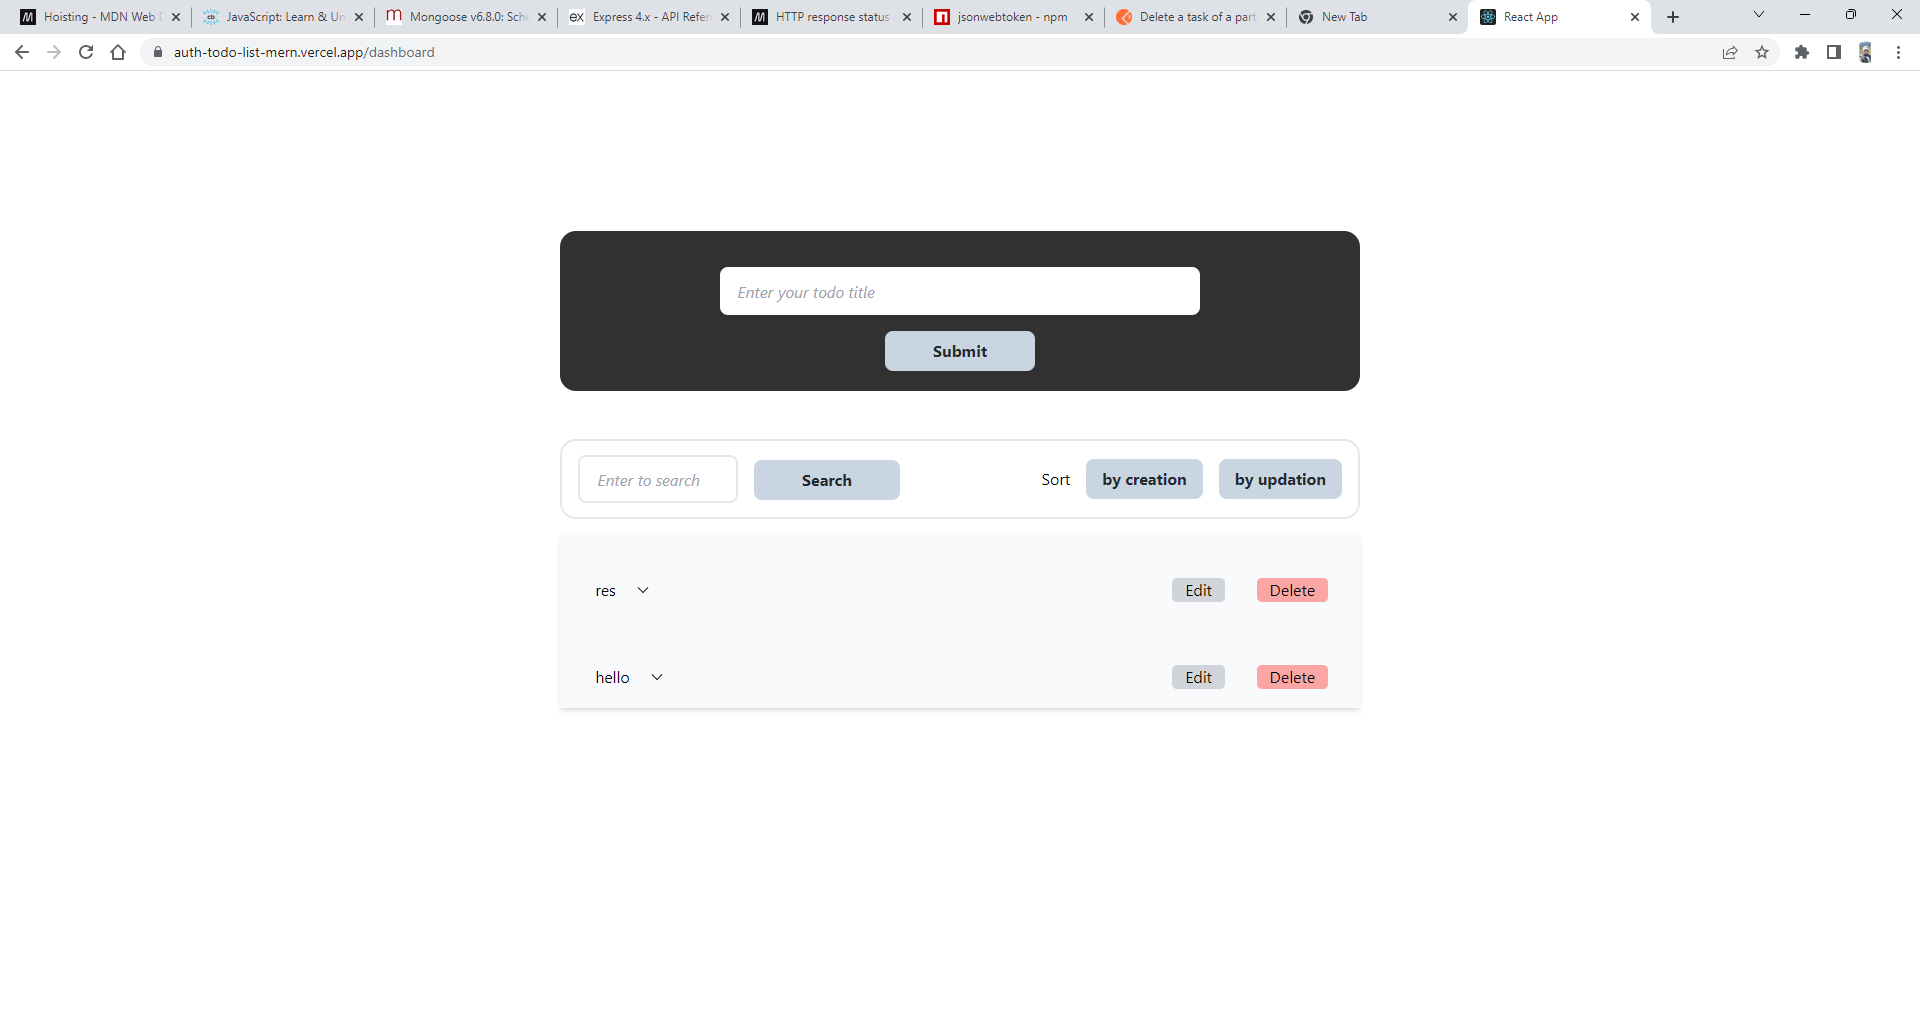 Hoisting - MDN Web
JavaScript: Learn & Un
Mongoose v6.8.0: Sche
ex Express 4.x - API Refer
HTTP response status
jsonwebtoken - npm
Delete a task of a part
New Tab
React App
auth-todo-list-mern.vercel.app/dashboard
Enter your todo title
Submit
Enter to search
Search
Sort
by creation
by updation
res
Edit
Delete
hello
Edit
Delete